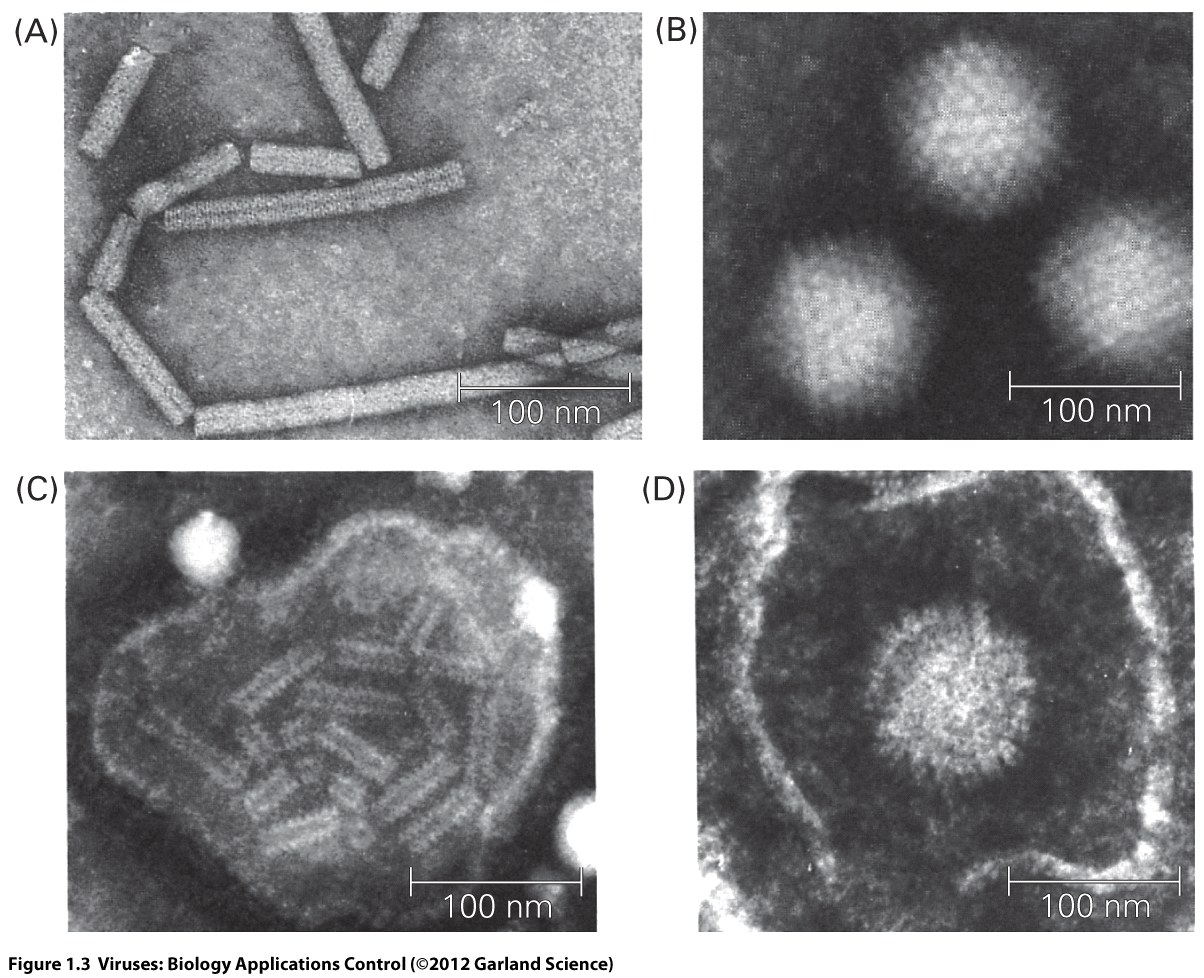 (A)
100 nm
(B)
100 nm
(C)
100 nm
(D)
100 nm
Figure 1.3 Viruses: Biology Applications Control (©2012 Garland Science)